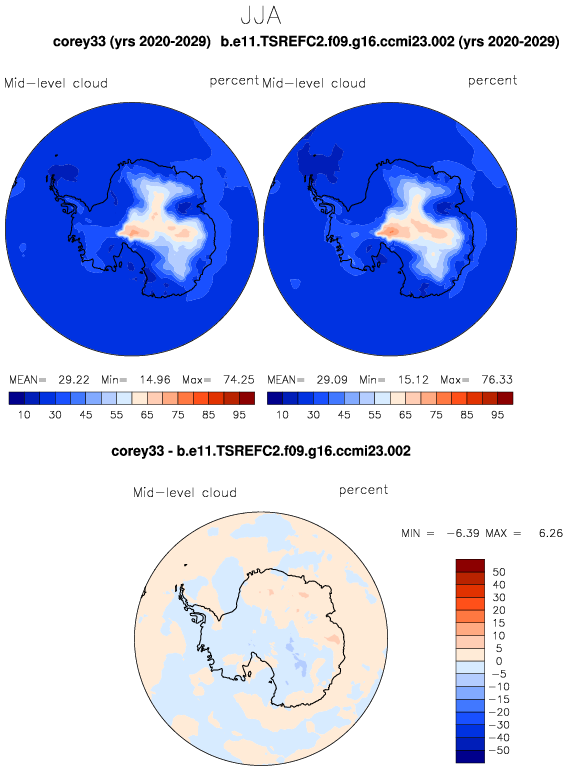 JJA
corey33 (yrs 2020-2029) b.e11.TSREFC2.f09.g16.ccmi23.002 (yrs 2020-2029)
Mid-level cloud percent Mid-level cloud percent
MEAN= 29.22 Min= 14.96 Max= 74.25 MEAN= 29.09 Min= 15.12 Max= 76.33
10 30 45 55 65 75 85 95 10 30 45 55 65 75 85 95
corey33 - b.e11.TSREFC2.f09.g16.ccmi23.002
Mid-level cloud percent
MIN = -6.39 MAX = 6.26
50
40
30
20
15
10
5
0
-5
-10
-15
-20
-30
-40
-50